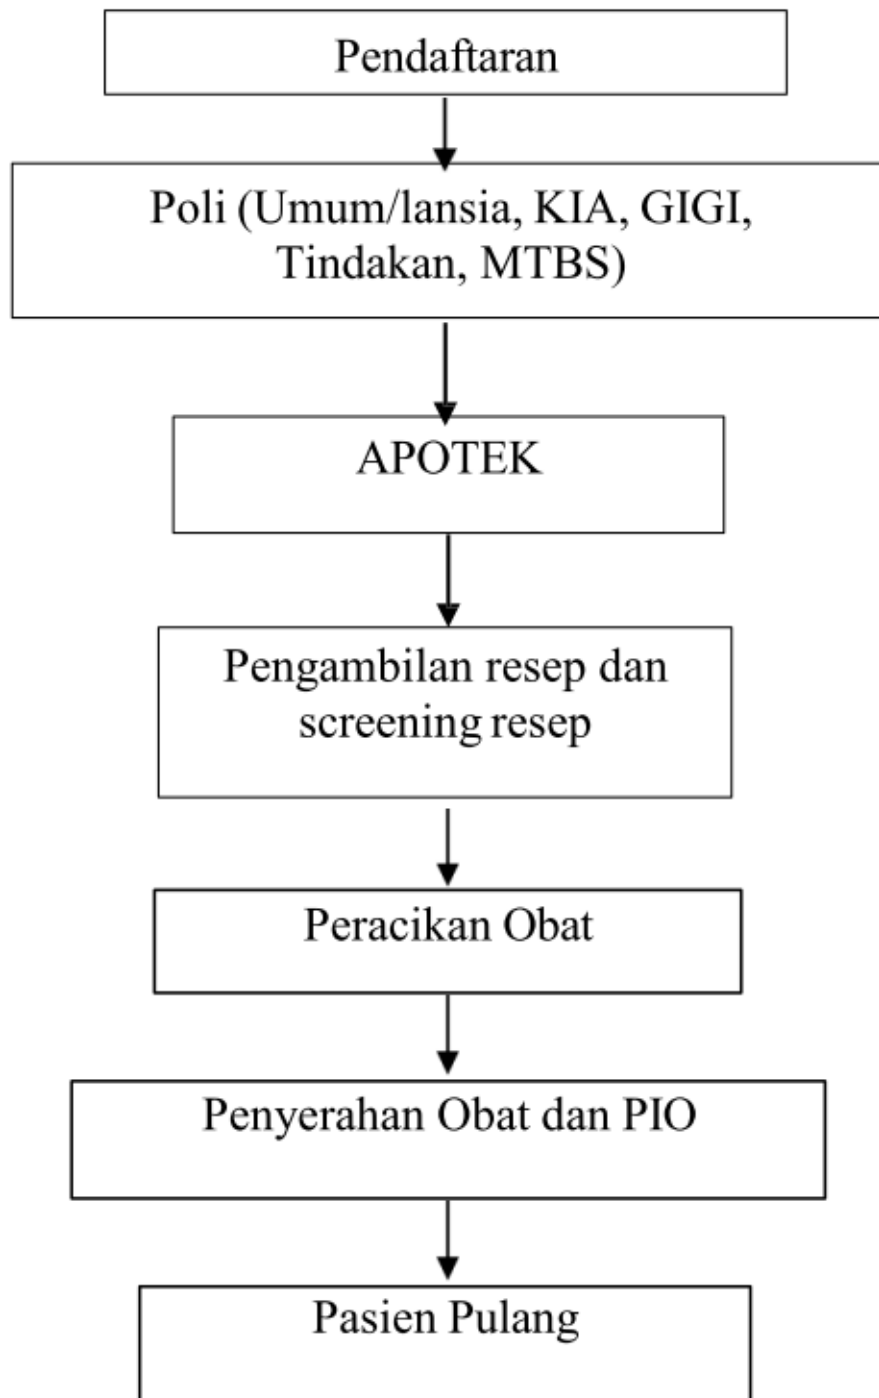 Pendaftaran
Poli (Umum/lansia, KIA, GIGI,
Tindakan, MTBS)
APOTEK
Pengambilan resep dan
screening resep
Peracikan Obat
Penyerahan Obat dan PIO
Pasien Pulang